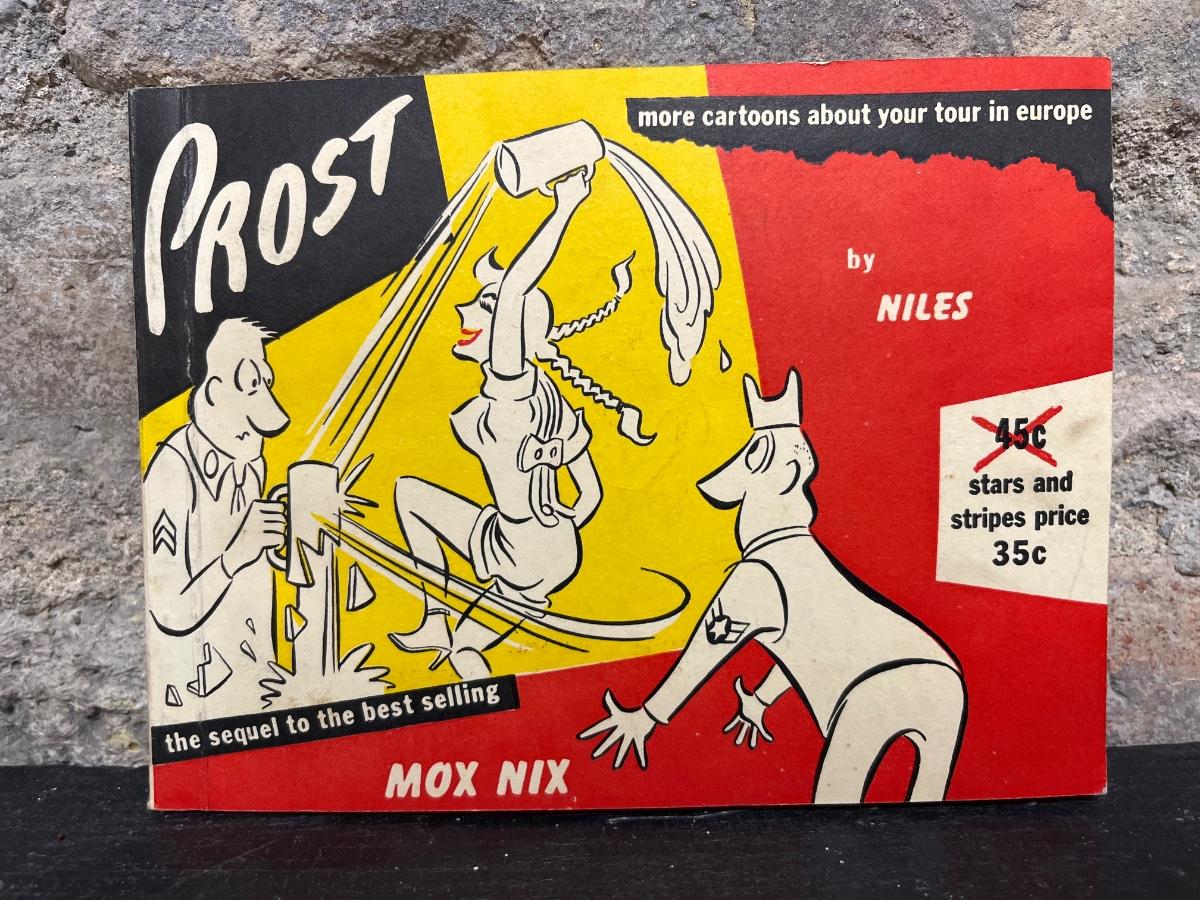 PROST
more cartoons about your tour in europe
by
NILES
45c
stars and
stripes price
35c
the sequel to the best selling
MOX NIX